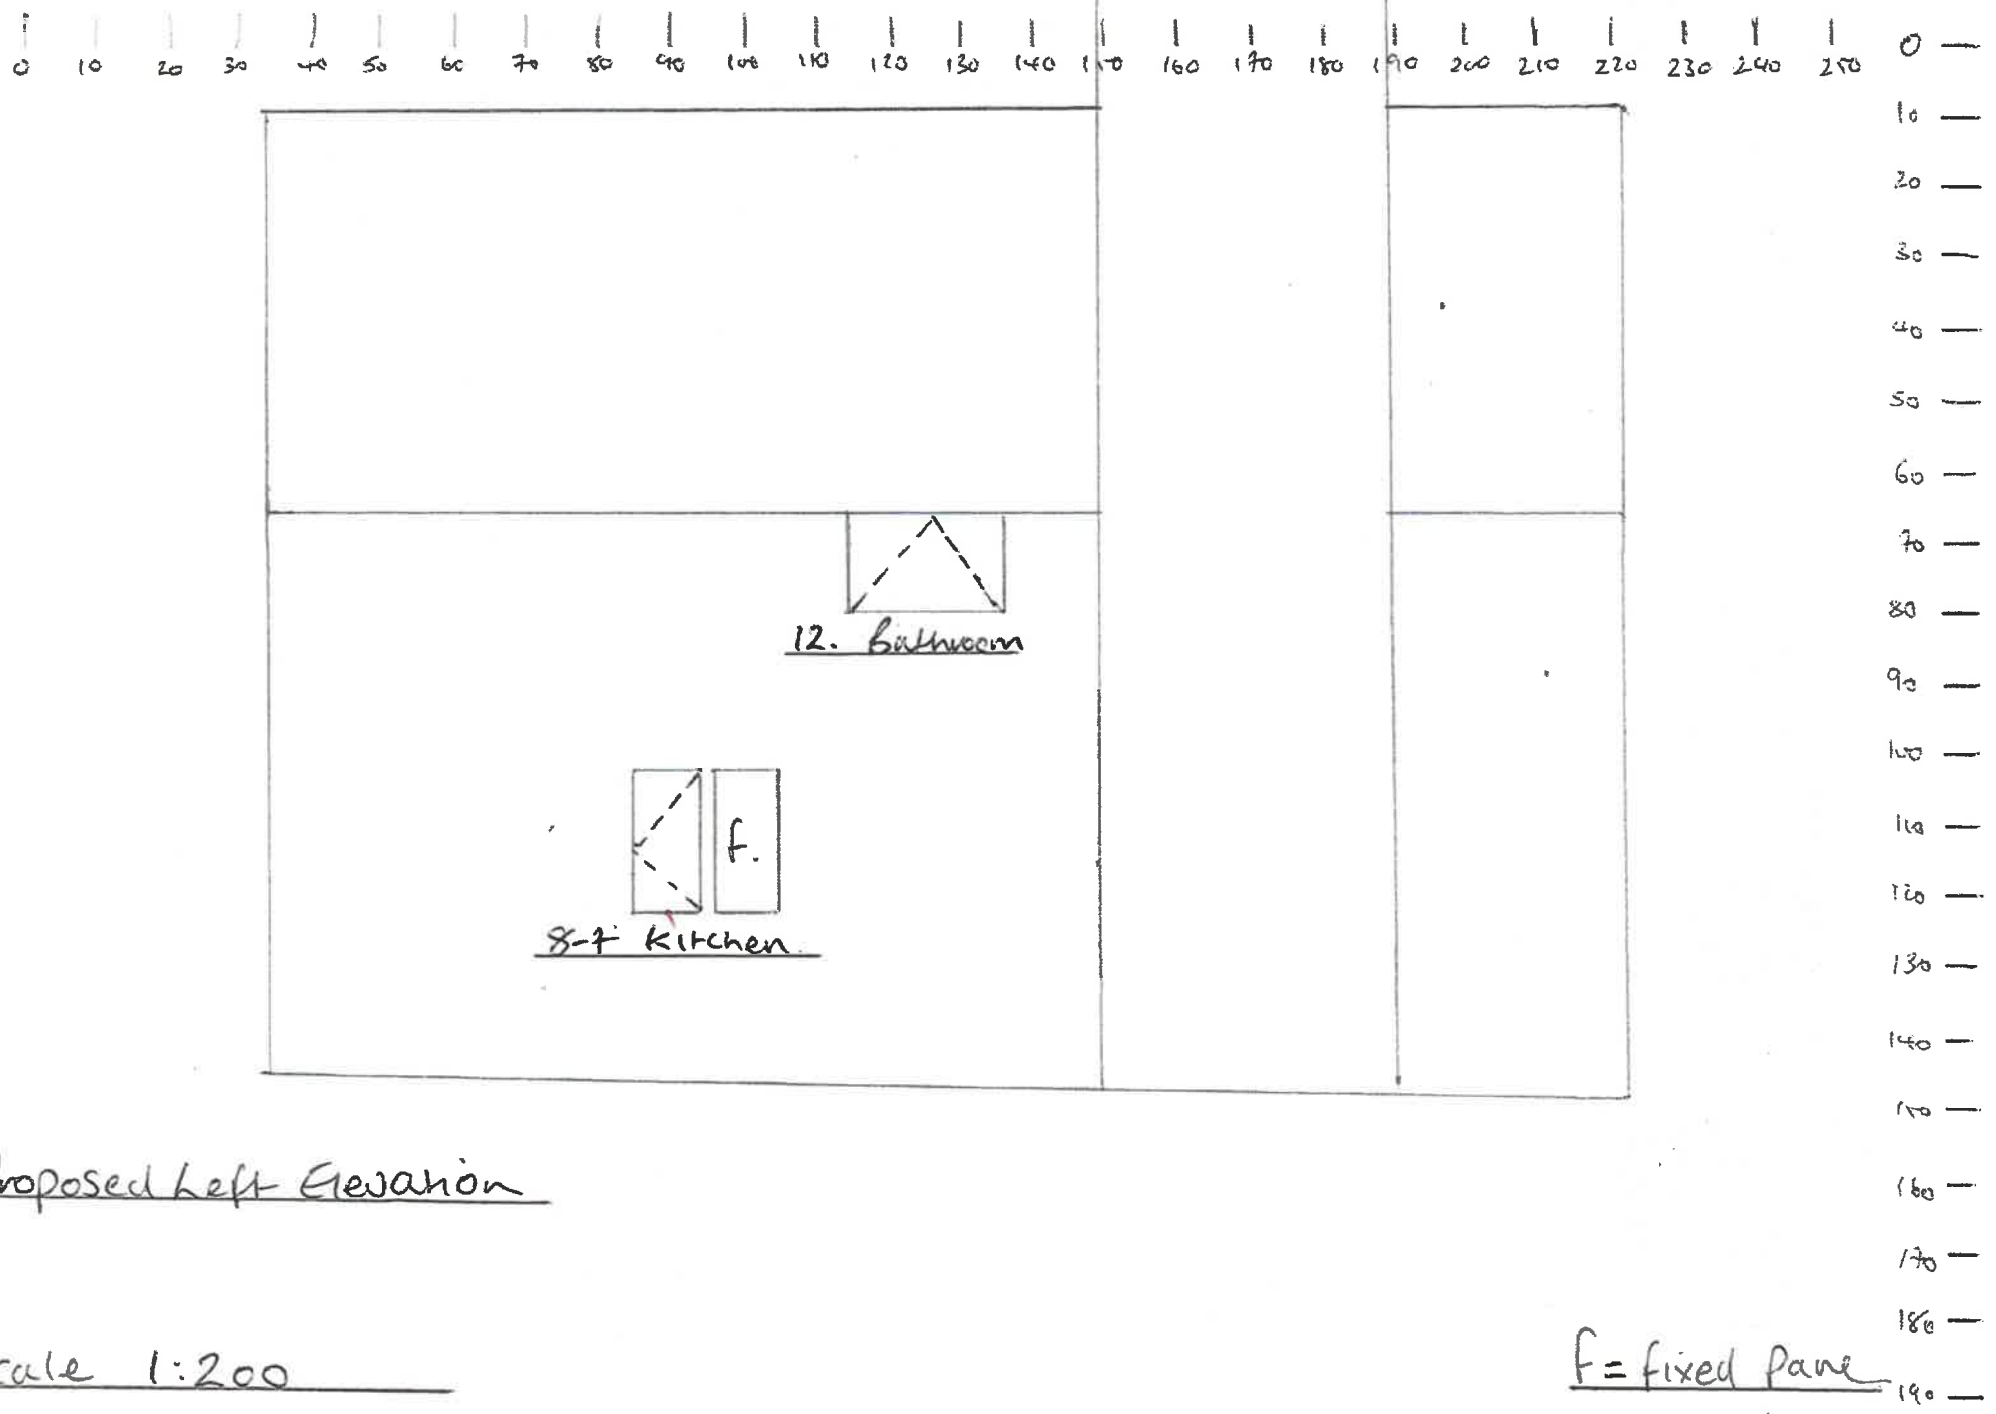 0 10 20 30 40 50 60 70 80 90 100 110 120 130 140 150 160 170 180 190 200 210 220 230 240 250
0
10
20
30
40
50
60
70
80
90
100
110
120
130
140
150
160
170
180
190
12. Bathroom
f.
8-7 Kitchen
roposed Left Elevation
cale 1:200
f = fixed pane